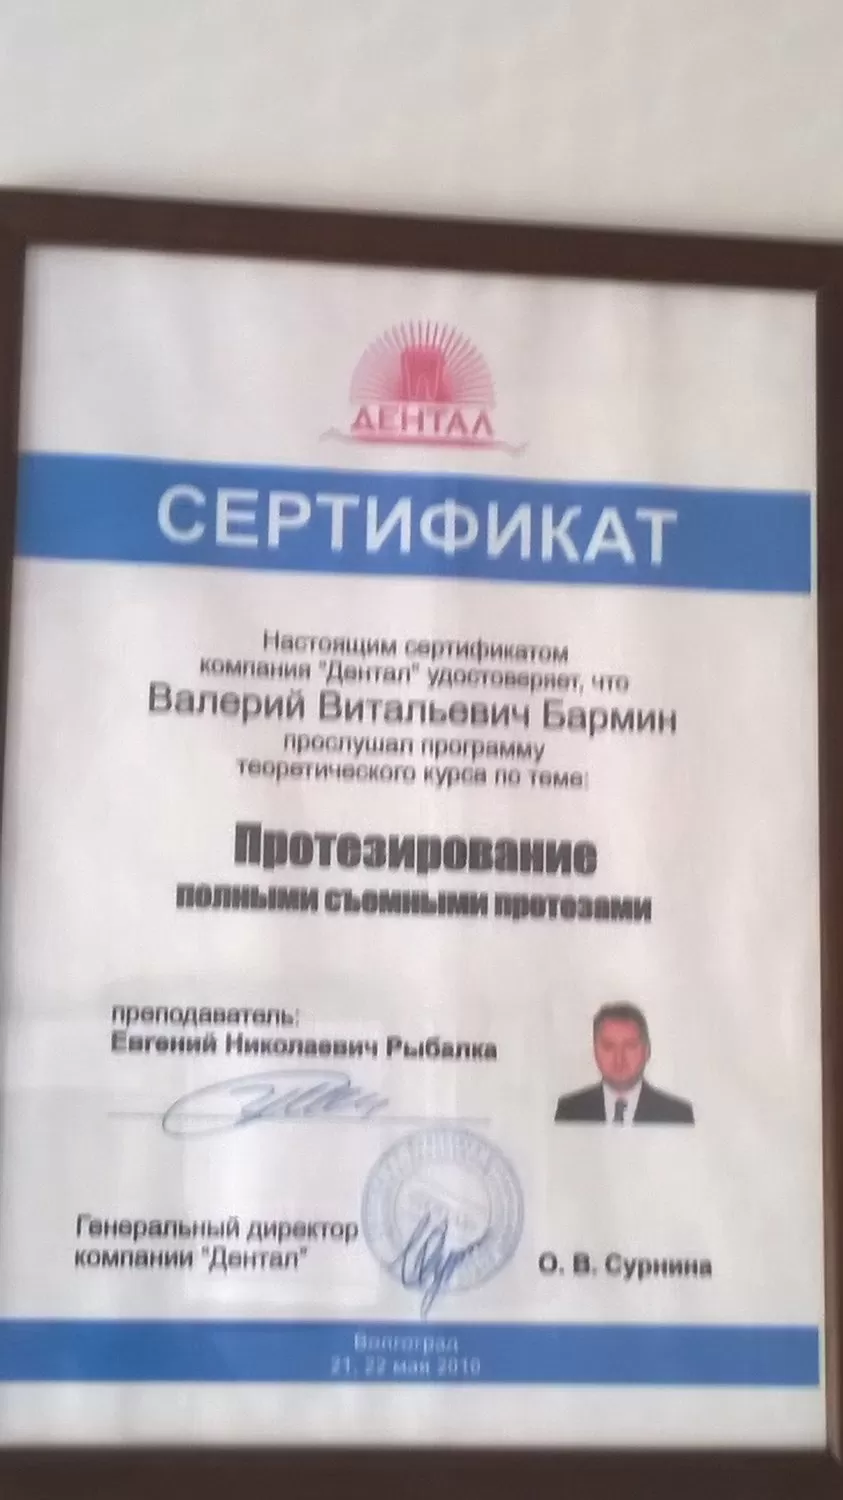 ДЕНТАЛ
СЕРТИФИКАТ
Настоящим сертификатом
компания "Дентал" удостоверяет, что
Валерий Витальевич Бармин
прослушал программу
теоретического курса по теме:
Протезирование
полными съемными протезами
преподаватель:
Евгений Николаевич Рыбалка
Генеральный директор
компании "Дентал"
О. В. Сурнина
Волгоград
21, 22 мая 2010